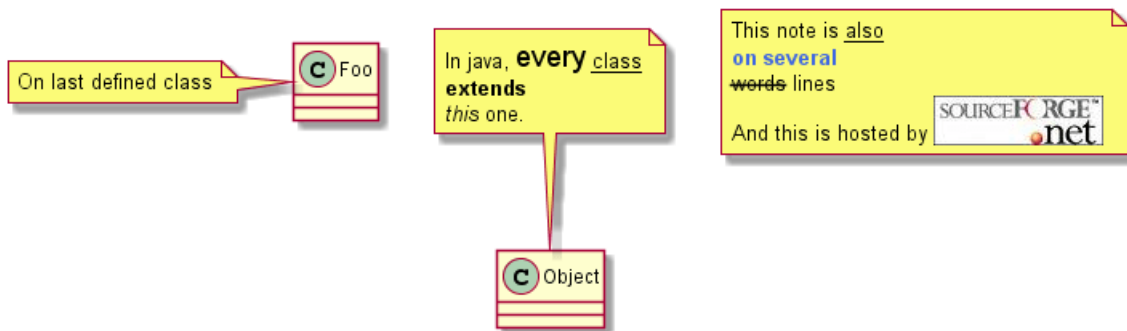 On last defined class
C Foo
In java, every class
extends
this one.
C Object
This note is also
on several
words lines
And this is hosted by SOURCEFORGE™
.net